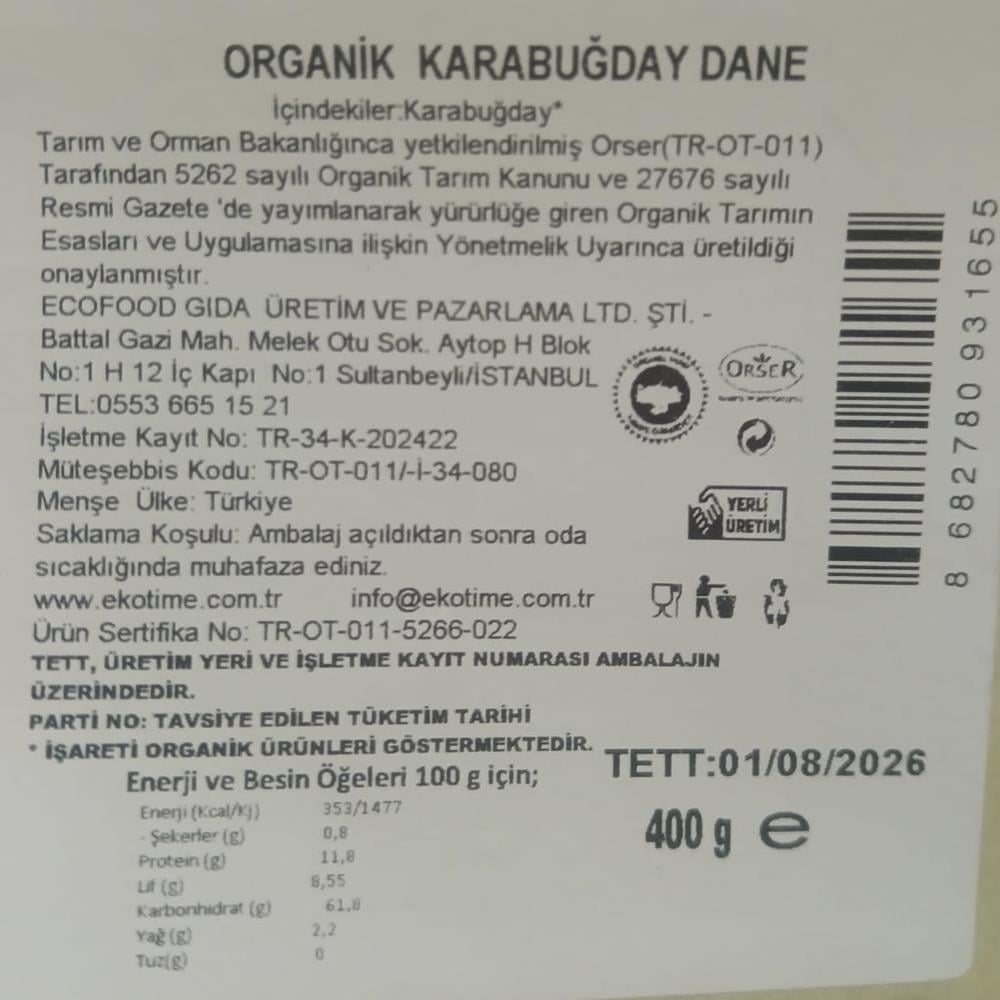 ORGANİK KARABUĞDAY DANE
İçindekiler:Karabuğday*
Tarım ve Orman Bakanlığınca yetkilendirilmiş Orser(TR-OT-011)
Tarafından 5262 sayılı Organik Tarım Kanunu ve 27676 sayılı
Resmi Gazete 'de yayımlanarak yürürlüğe giren Organik Tarımın
Esasları ve Uygulamasına ilişkin Yönetmelik Uyarınca üretildiği
onaylanmıştır.
ECOFOOD GIDA ÜRETİM VE PAZARLAMA LTD. ŞTİ. -
Battal Gazi Mah. Melek Otu Sok. Aytop H Blok
No:1 H 12 İç Kapı No:1 Sultanbeyli/İSTANBUL
TEL:0553 665 15 21
İşletme Kayıt No: TR-34-K-202422
Müteşebbis Kodu: TR-OT-011/-İ-34-080
Menşe Ülke: Türkiye
Saklama Koşulu: Ambalaj açıldıktan sonra oda
sıcaklığında muhafaza ediniz.
www.ekotime.com.tr info@ekotime.com.tr
Ürün Sertifika No: TR-OT-011-5266-022
TETT, ÜRETİM YERİ VE İŞLETME KAYIT NUMARASI AMBALAJIN
ÜZERİNDEDİR.
PARTİ NO: TAVSİYE EDİLEN TÜKETİM TARİHİ
* İŞARETİ ORGANİK ÜRÜNLERİ GÖSTERMEKTEDİR.
ORSER
YERLİ
ÜRETİM
8 682780 931655
TETT:01/08/2026
400 g e
Enerji ve Besin Öğeleri 100 g için;
Enerji (Kcal/Kj) 353/1477
- Şekerler (g) 0,8
Protein (g) 11,8
Lif (g) 8,55
Karbonhidrat (g) 61,8
Yağ (g) 2,2
Tuz(g) 0